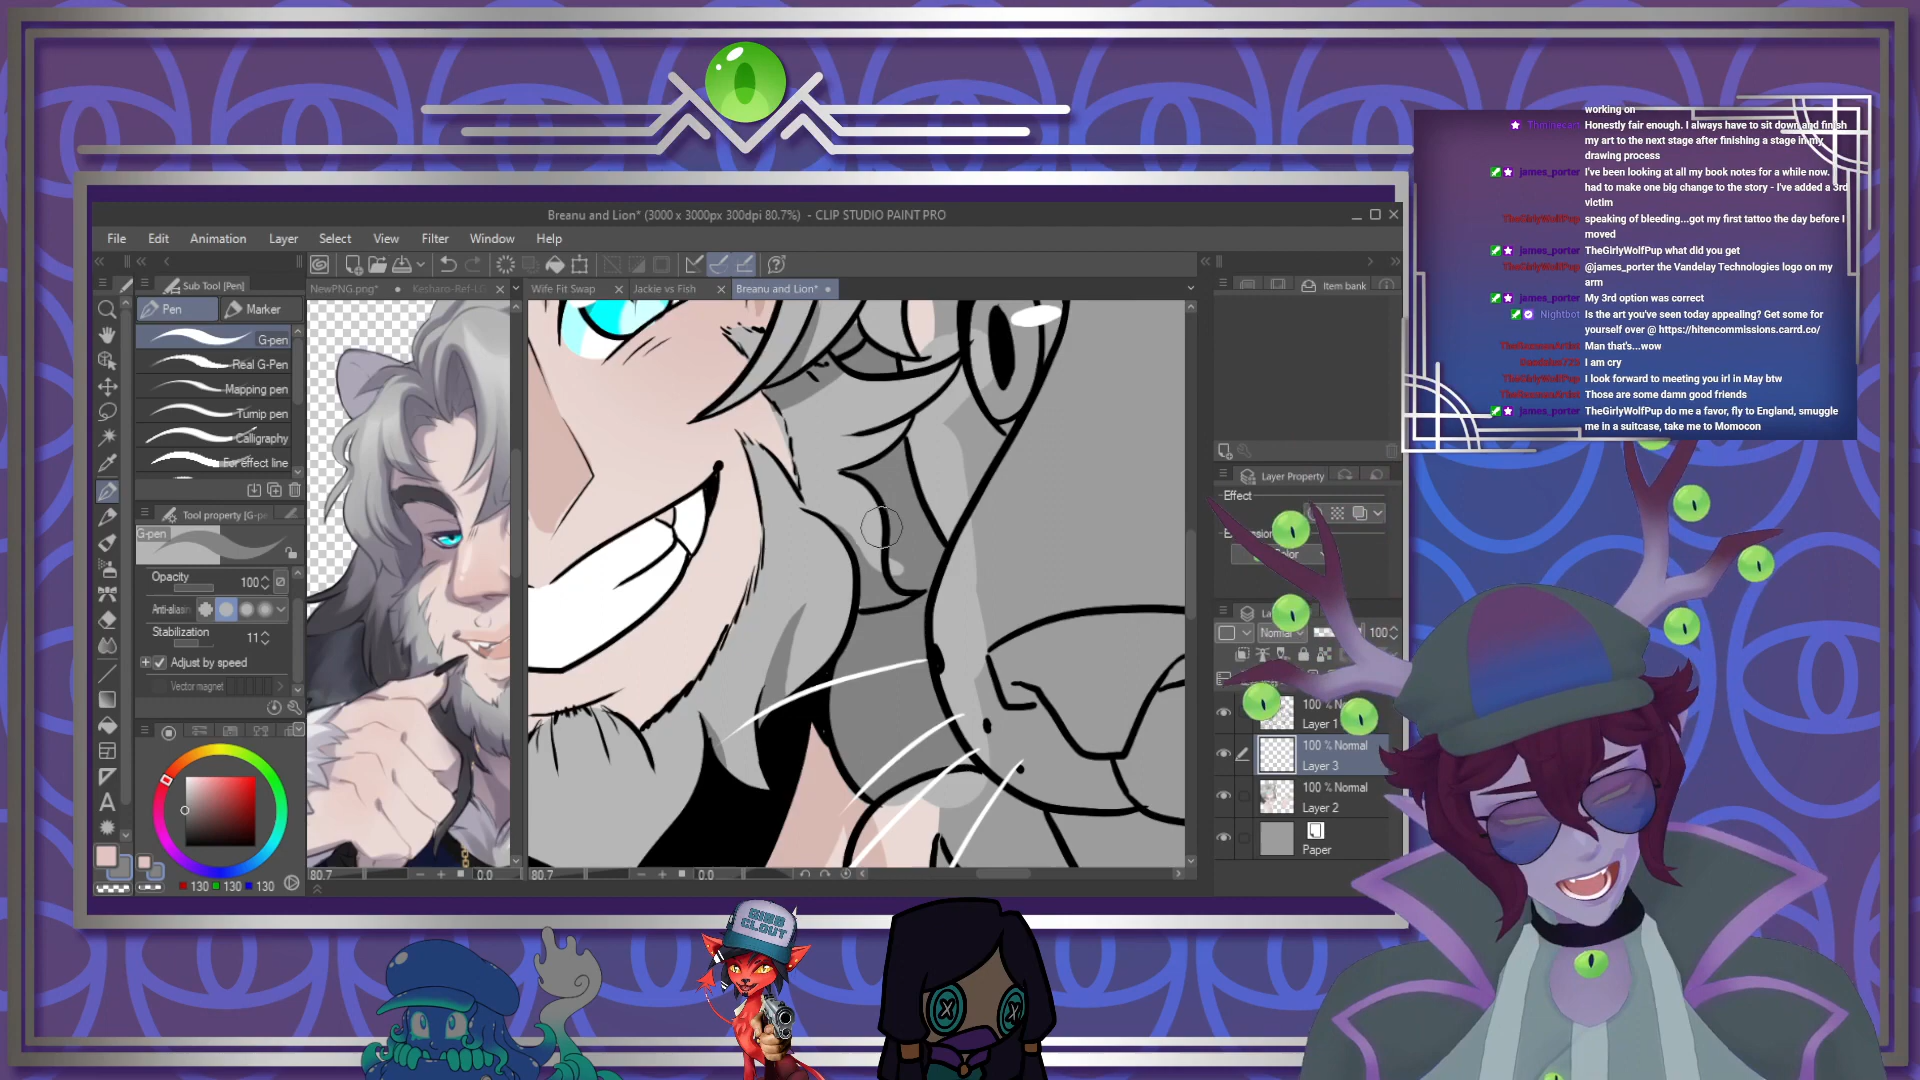 Breanu and Lion* (3000 x 3000px 300dpi 80.7%) - CLIP STUDIO PAINT PRO
File Edit Animation Layer Select View Filter Window Help
Sub Tool [Pen]
Pen Marker
G-pen
Real G-Pen
Mapping pen
Turnip pen
Calligraphy
For effect line
Tool property [G-pe
G-pen
Opacity 100
Anti-aliasin
Stabilization 11
Adjust by speed
Vector magnet
130 130 130
NewPNG.png* Kesharo-Ref-LG Wife Fit Swap Jackie vs Fish Breanu and Lion*
80.7 0.0 80.7 0.0
Item bank
Layer Property
Effect
Normal 100
100 % N
Layer 1
100 % Normal
Layer 3
100 % Normal
Layer 2
Paper
working on
Honestly fair enough. I always have to sit down and finish
my art to the next stage after finishing a stage in my
drawing process
james_porter I've been looking at all my book notes for a while now.
had to make one big change to the story - I've added a 3rd
victim
TheGirlyWolfPup speaking of bleeding...got my first tattoo the day before I
moved
james_porter TheGirlyWolfPup what did you get
TheGirlyWolfPup @james_porter the Vandelay Technologies logo on my
arm
james_porter My 3rd option was correct
Nightbot Is the art you've seen today appealing? Get some for
yourself over @ https://hitencommissions.carrd.co/
Man that's...wow
I am cry
TheGirlyWolfPup I look forward to meeting you irl in May btw
Those are some damn good friends
james_porter TheGirlyWolfPup do me a favor, fly to England, smuggle
me in a suitcase, take me to Momocon